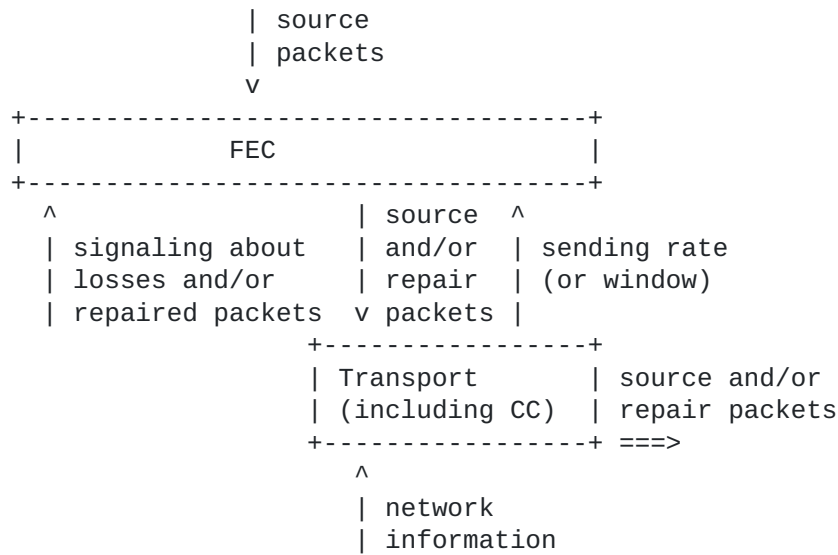 | source
| packets
v
+------------------------------------+
| FEC |
+------------------------------------+
^ | source ^
| signaling about | and/or | sending rate
| losses and/or | repair | (or window)
| repaired packets v packets |
+-----------------+
| Transport | source and/or
| (including CC) | repair packets
+-----------------+ ===>
^
| network
| information